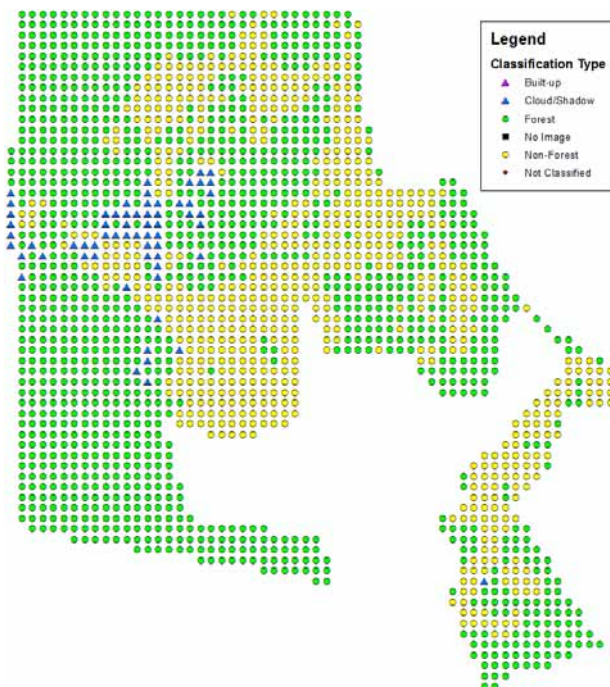 Legend
Classification Type
Built-up
Cloud/Shadow
Forest
No Image
Non-Forest
Not Classified